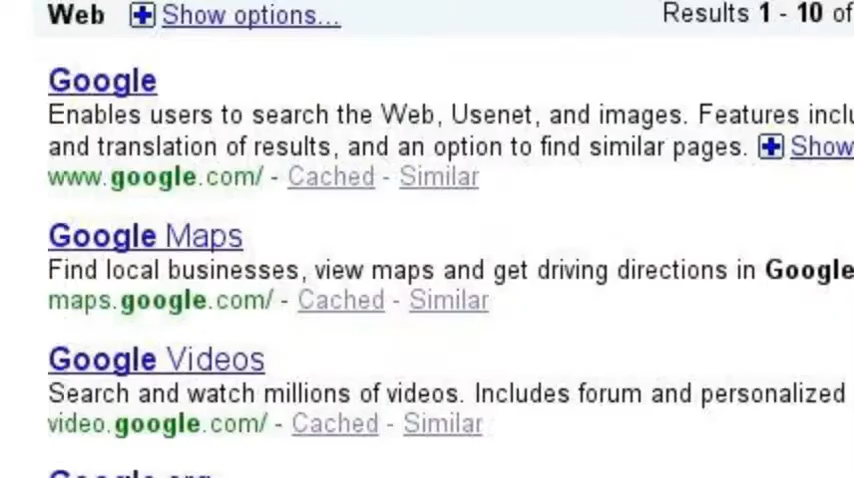 Web Show options... Results 1 - 10 of
Google
Enables users to search the Web, Usenet, and images. Features
and translation of results, and an option to find similar pages. Show
www.google.com/ - Cached - Similar
Google Maps
Find local businesses, view maps and get driving directions in Google
maps.google.com/ - Cached - Similar
Google Videos
Search and watch millions of videos. Includes forum and personalized
video.google.com/ - Cached - Similar
Google.org